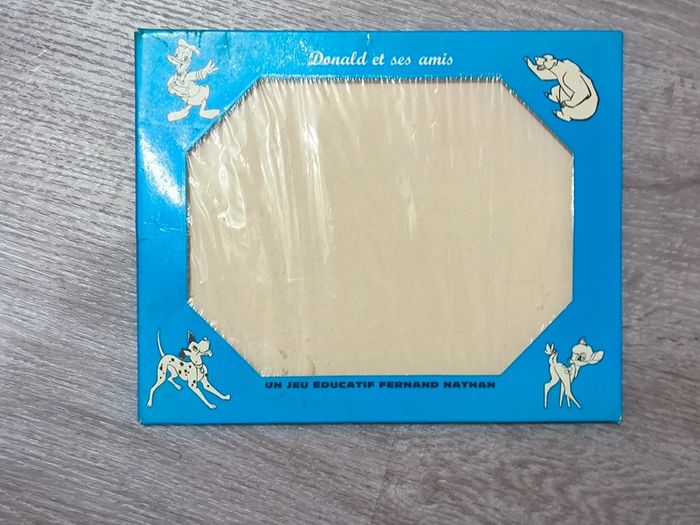 Donald et ses amis
UN JEU ÉDUCATIF FERNAND NATHAN